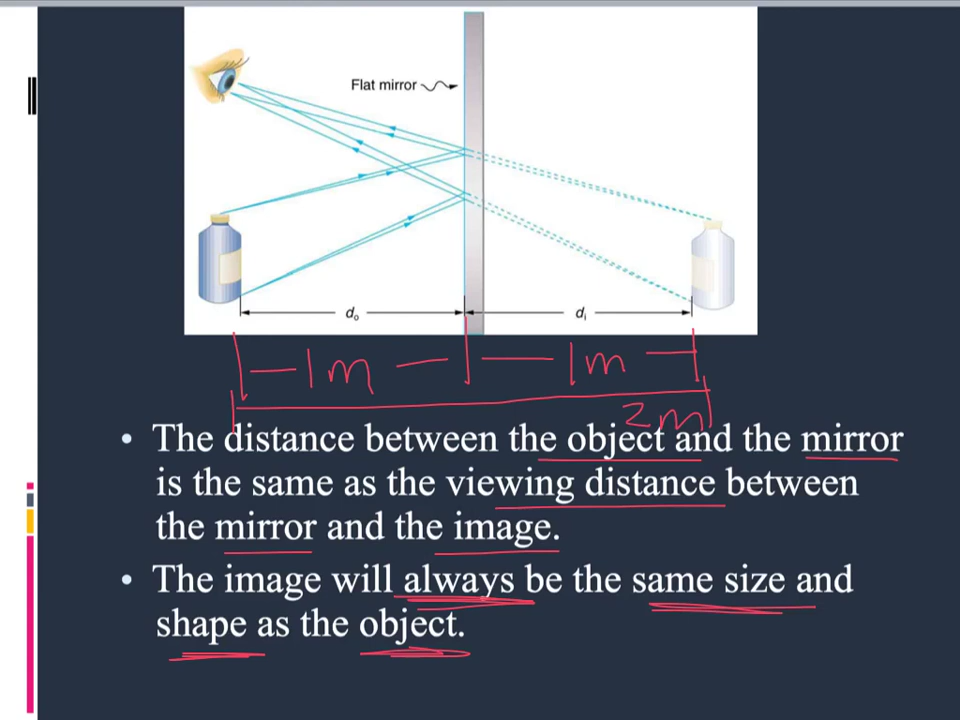 Flat mirror
dₒ
dᵢ
1m
1m
2m
• The distance between the object and the mirror
is the same as the viewing distance between
the mirror and the image.
• The image will always be the same size and
shape as the object.